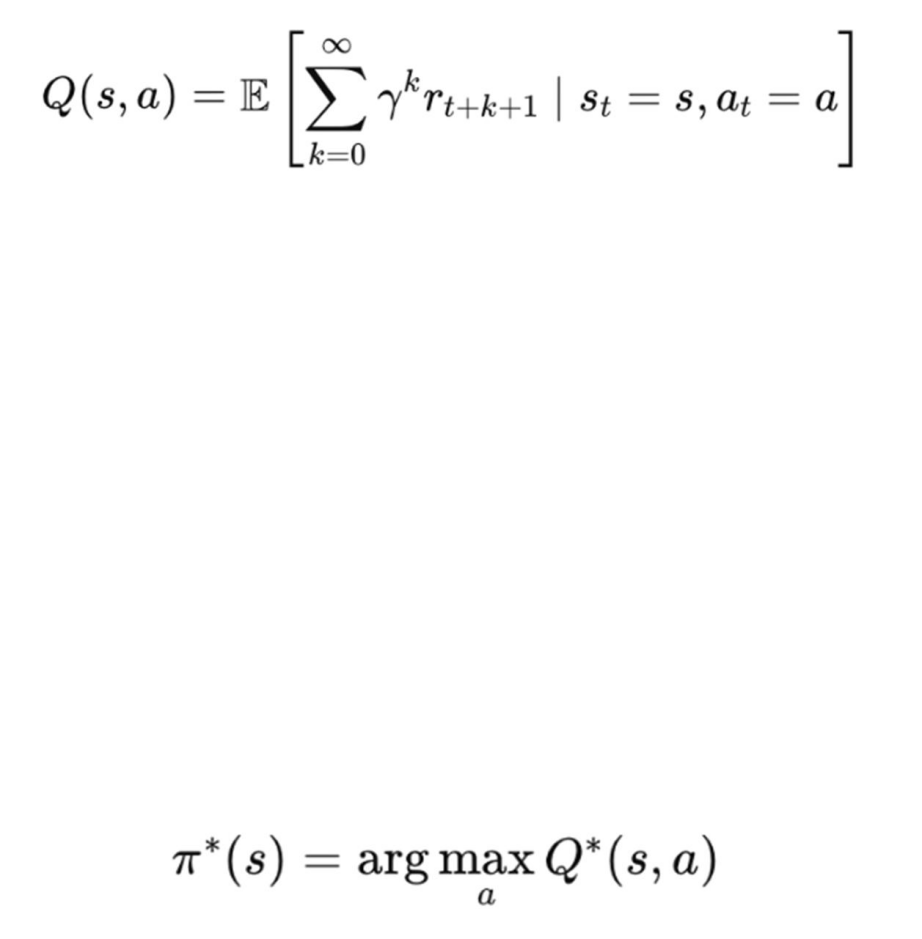 Q(s, a) = 𝔼 [ ∑_{k=0}^{∞} γ^k r_{t+k+1} | s_t = s, a_t = a ]
π*(s) = arg max_a Q*(s, a)